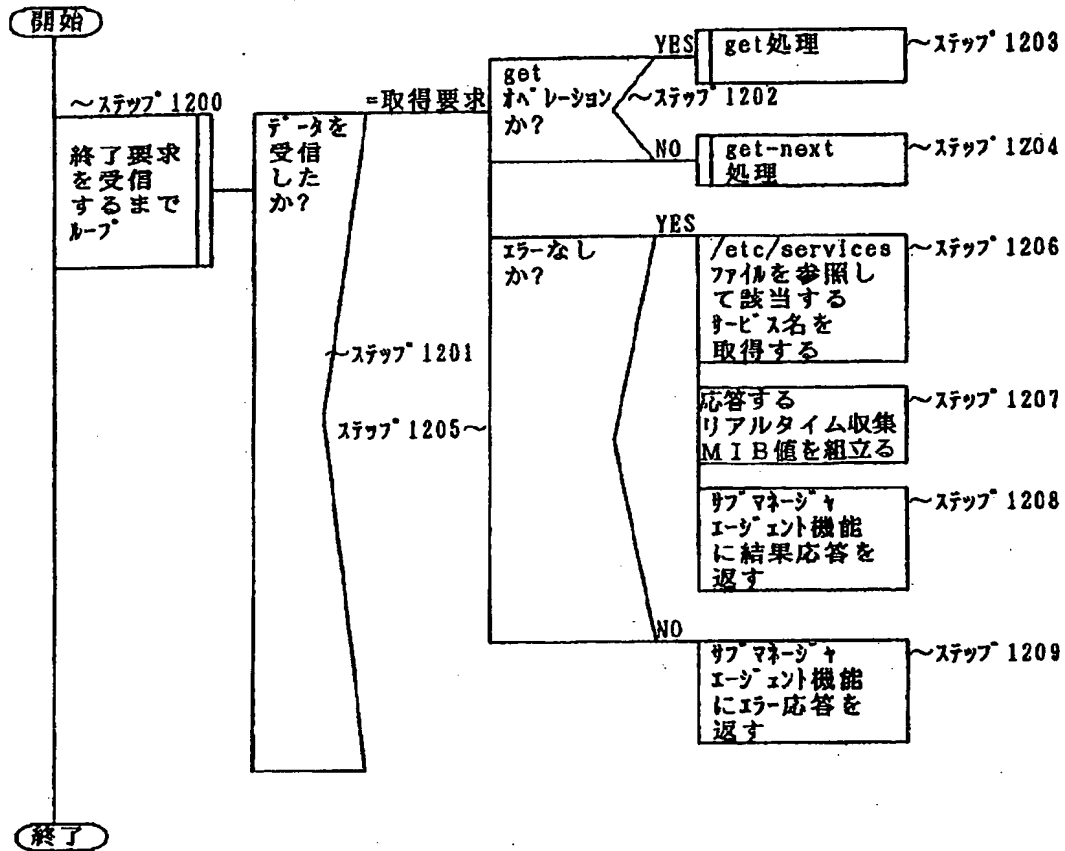 開始
～ステップ1200
終了要求
を受信
するまで
ループ
データを
受信
したか
か?
=取得要求
～ステップ1201
get
オペレーション
か?
～ステップ1202
YES
get処理
～ステップ1203
NO
get-next
処理
～ステップ1204
ステップ1205～
エラーなし
か?
YES
/etc/services
ファイルを参照し
て該当する
サービス名を
取得する
～ステップ1206
応答する
リアルタイム収集
MIB値を組立る
～ステップ1207
サブマネージャ
エージェント機能
に結果応答を
返す
～ステップ1208
NO
サブマネージャ
エージェント機能
にエラー応答を
返す
～ステップ1209
終了